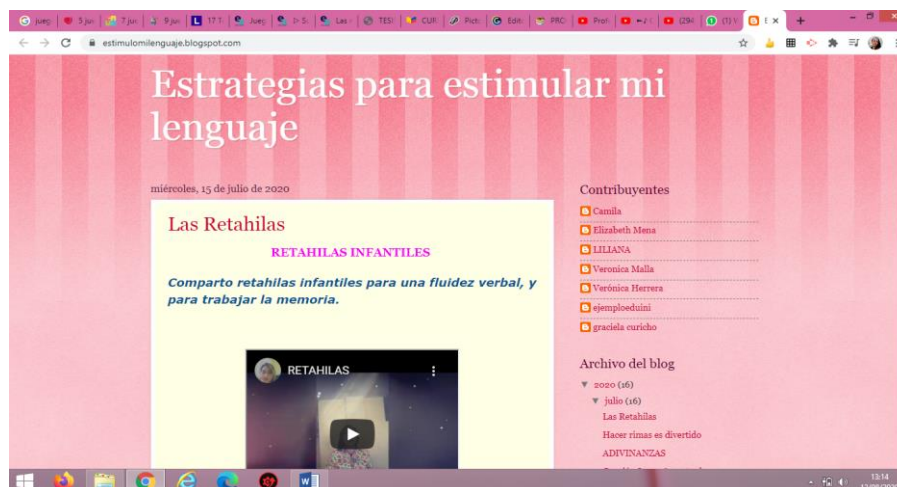 estimulomilenguaje.blogspot.com
Estrategias para estimular mi
lenguaje
miércoles, 15 de julio de 2020
Las Retahilas
RETAHILAS INFANTILES
Comparto retahilas infantiles para una fluidez verbal, y
para trabajar la memoria.
RETAHILAS
Contribuyentes
Camila
Elizabeth Mena
LILIANA
Veronica Malla
Verónica Herrera
ejemploeduini
graciela curicho
Archivo del blog
2020 (16)
julio (16)
Las Retahilas
Hacer rimas es divertido
ADIVINANZAS
13:14